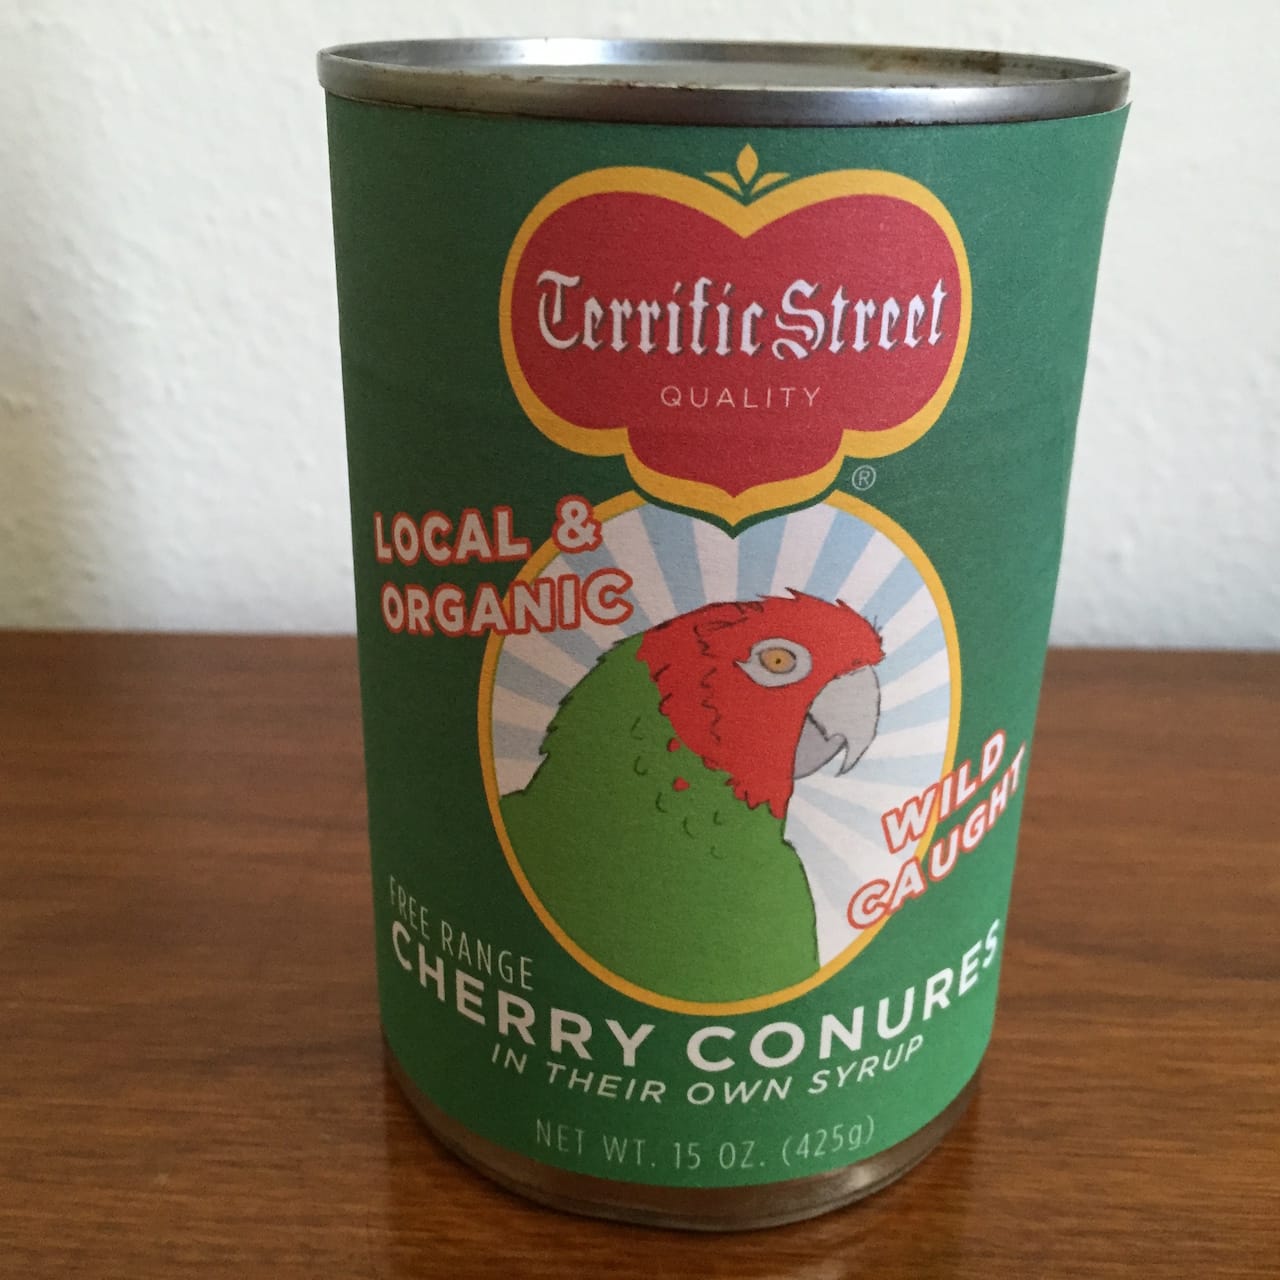 Terrific Street
QUALITY
®
LOCAL &
ORGANIC
WILD
CAUGHT
FREE RANGE
CHERRY CONURES
IN THEIR OWN SYRUP
NET WT. 15 OZ. (425g)